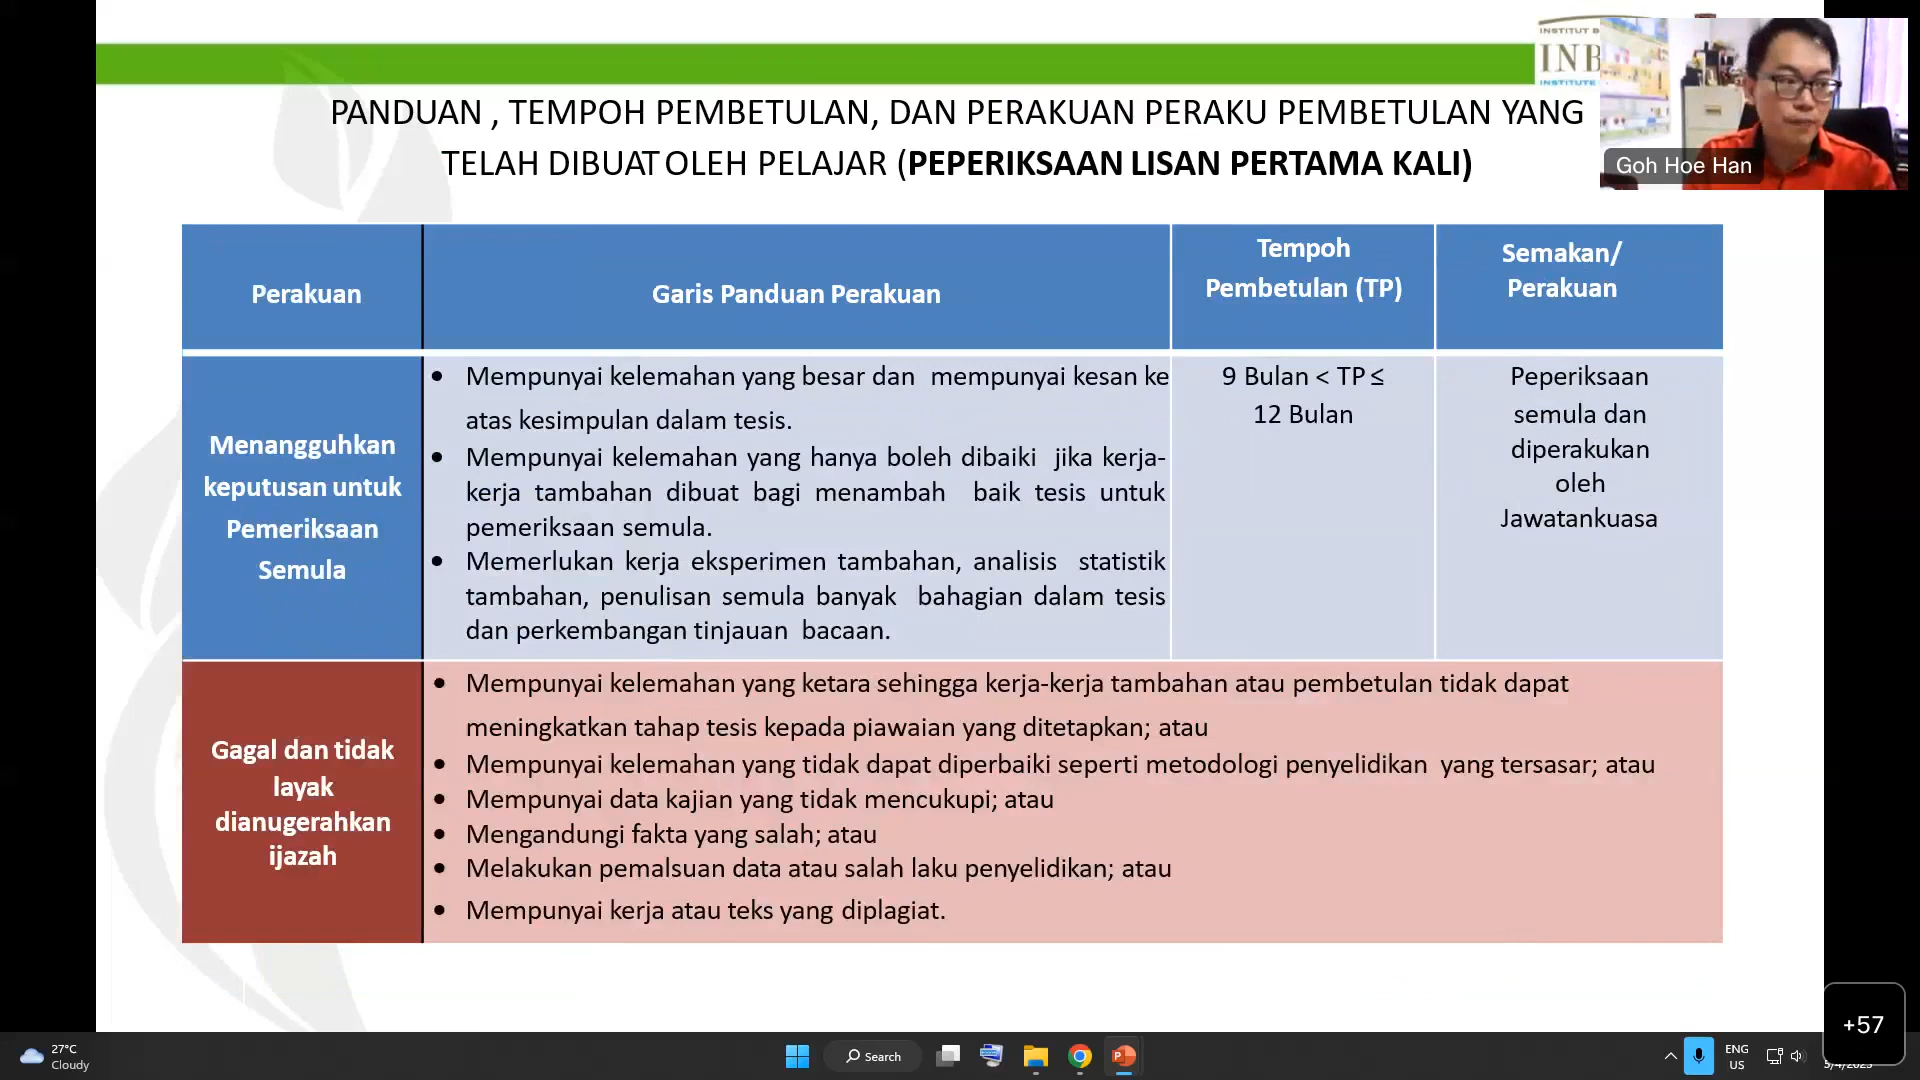 INSTITUT
INB
INSTITUTE
PANDUAN , TEMPOH PEMBETULAN, DAN PERAKUAN PERAKU PEMBETULAN YANG
TELAH DIBUAT OLEH PELAJAR (PEPERIKSAAN LISAN PERTAMA KALI)
Goh Hoe Han
Perakuan
Garis Panduan Perakuan
Tempoh
Pembetulan (TP)
Semakan/
Perakuan
Menangguhkan
keputusan untuk
Pemeriksaan
Semula
• Mempunyai kelemahan yang besar dan mempunyai kesan ke
atas kesimpulan dalam tesis.
• Mempunyai kelemahan yang hanya boleh dibaiki jika kerja-
kerja tambahan dibuat bagi menambah baik tesis untuk
pemeriksaan semula.
• Memerlukan kerja eksperimen tambahan, analisis statistik
tambahan, penulisan semula banyak bahagian dalam tesis
dan perkembangan tinjauan bacaan.
9 Bulan < TP ≤
12 Bulan
Peperiksaan
semula dan
diperakukan
oleh
Jawatankuasa
Gagal dan tidak
layak
dianugerahkan
ijazah
• Mempunyai kelemahan yang ketara sehingga kerja-kerja tambahan atau pembetulan tidak dapat
meningkatkan tahap tesis kepada piawaian yang ditetapkan; atau
• Mempunyai kelemahan yang tidak dapat diperbaiki seperti metodologi penyelidikan yang tersasar; atau
• Mempunyai data kajian yang tidak mencukupi; atau
• Mengandungi fakta yang salah; atau
• Melakukan pemalsuan data atau salah laku penyelidikan; atau
• Mempunyai kerja atau teks yang diplagiat.
+57
27°C
Cloudy
Search
ENG
US